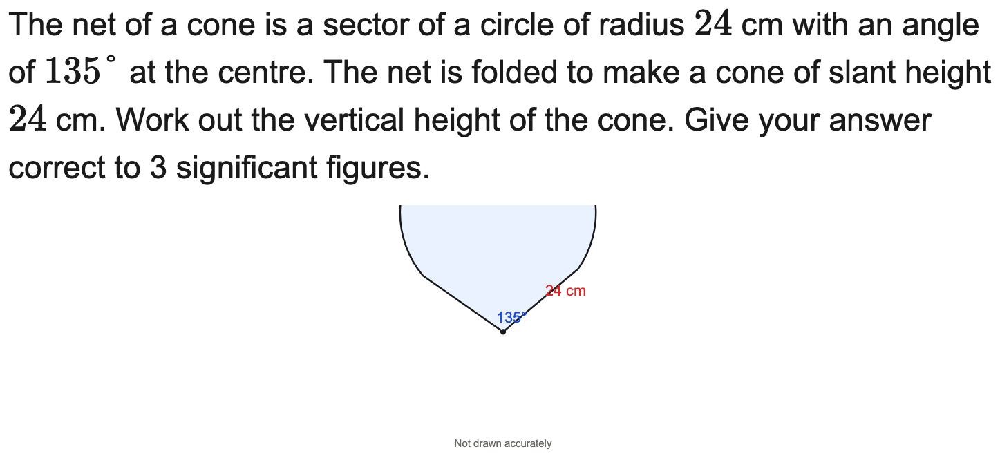 The net of a cone is a sector of a circle of radius 24 cm with an angle
of 135° at the centre. The net is folded to make a cone of slant height
24 cm. Work out the vertical height of the cone. Give your answer
correct to 3 significant figures.
24 cm
135°
Not drawn accurately